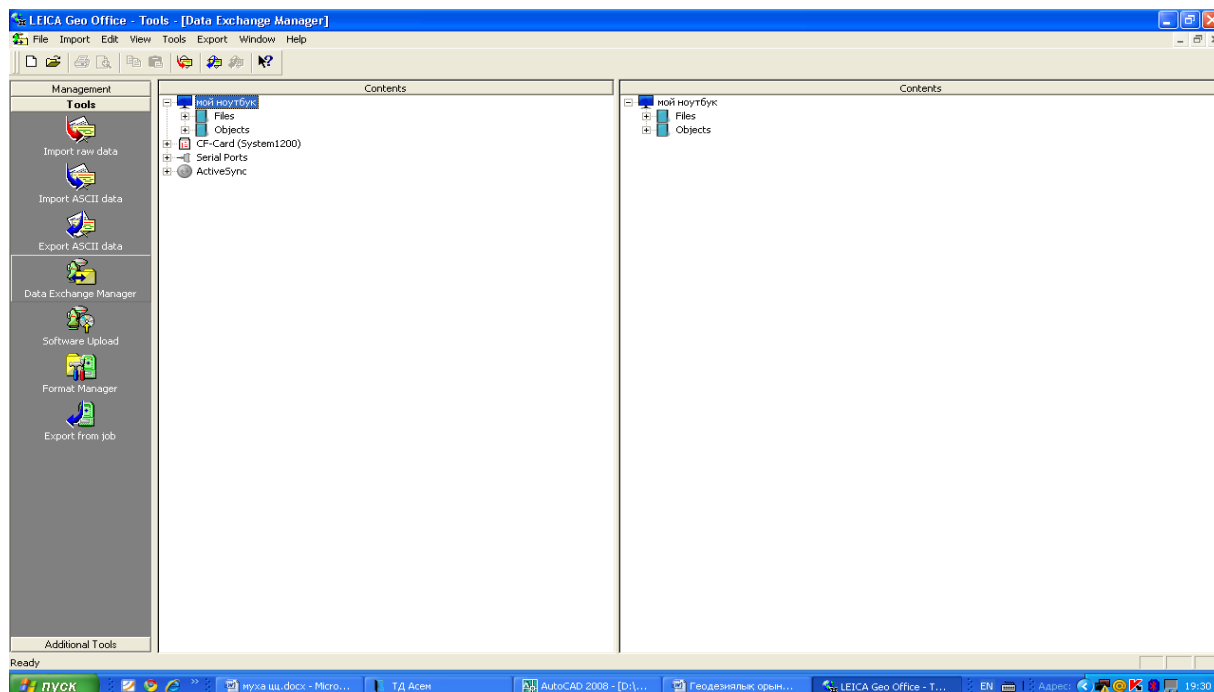 LEICA Geo Office - Tools - [Data Exchange Manager]
File Import Edit View Tools Export Window Help
Management
Tools
Import raw data
Import ASCII data
Export ASCII data
Data Exchange Manager
Software Upload
Format Manager
Export from job
Additional Tools
Contents
мой ноутбук
Files
Objects
CF-Card (System1200)
Serial Ports
ActiveSync
Contents
мой ноутбук
Files
Objects
Ready
пуск муха цц.docx - Micro... ТД Асем AutoCAD 2008 - [D:\... Геодезиялык орын... LEICA Geo Office - T... EN Адрес: 19:30